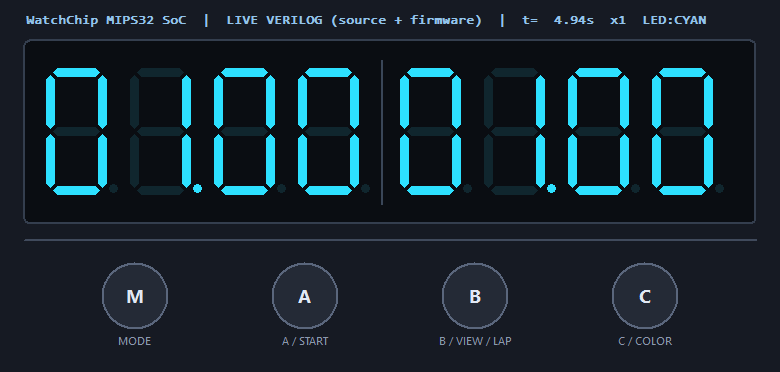 WatchChip MIPS32 SoC | LIVE VERILOG (source + firmware) | t= 4.94s x1 LED:CYAN
01.00 01.00
M A B C
MODE A / START B / VIEW / LAP C / COLOR